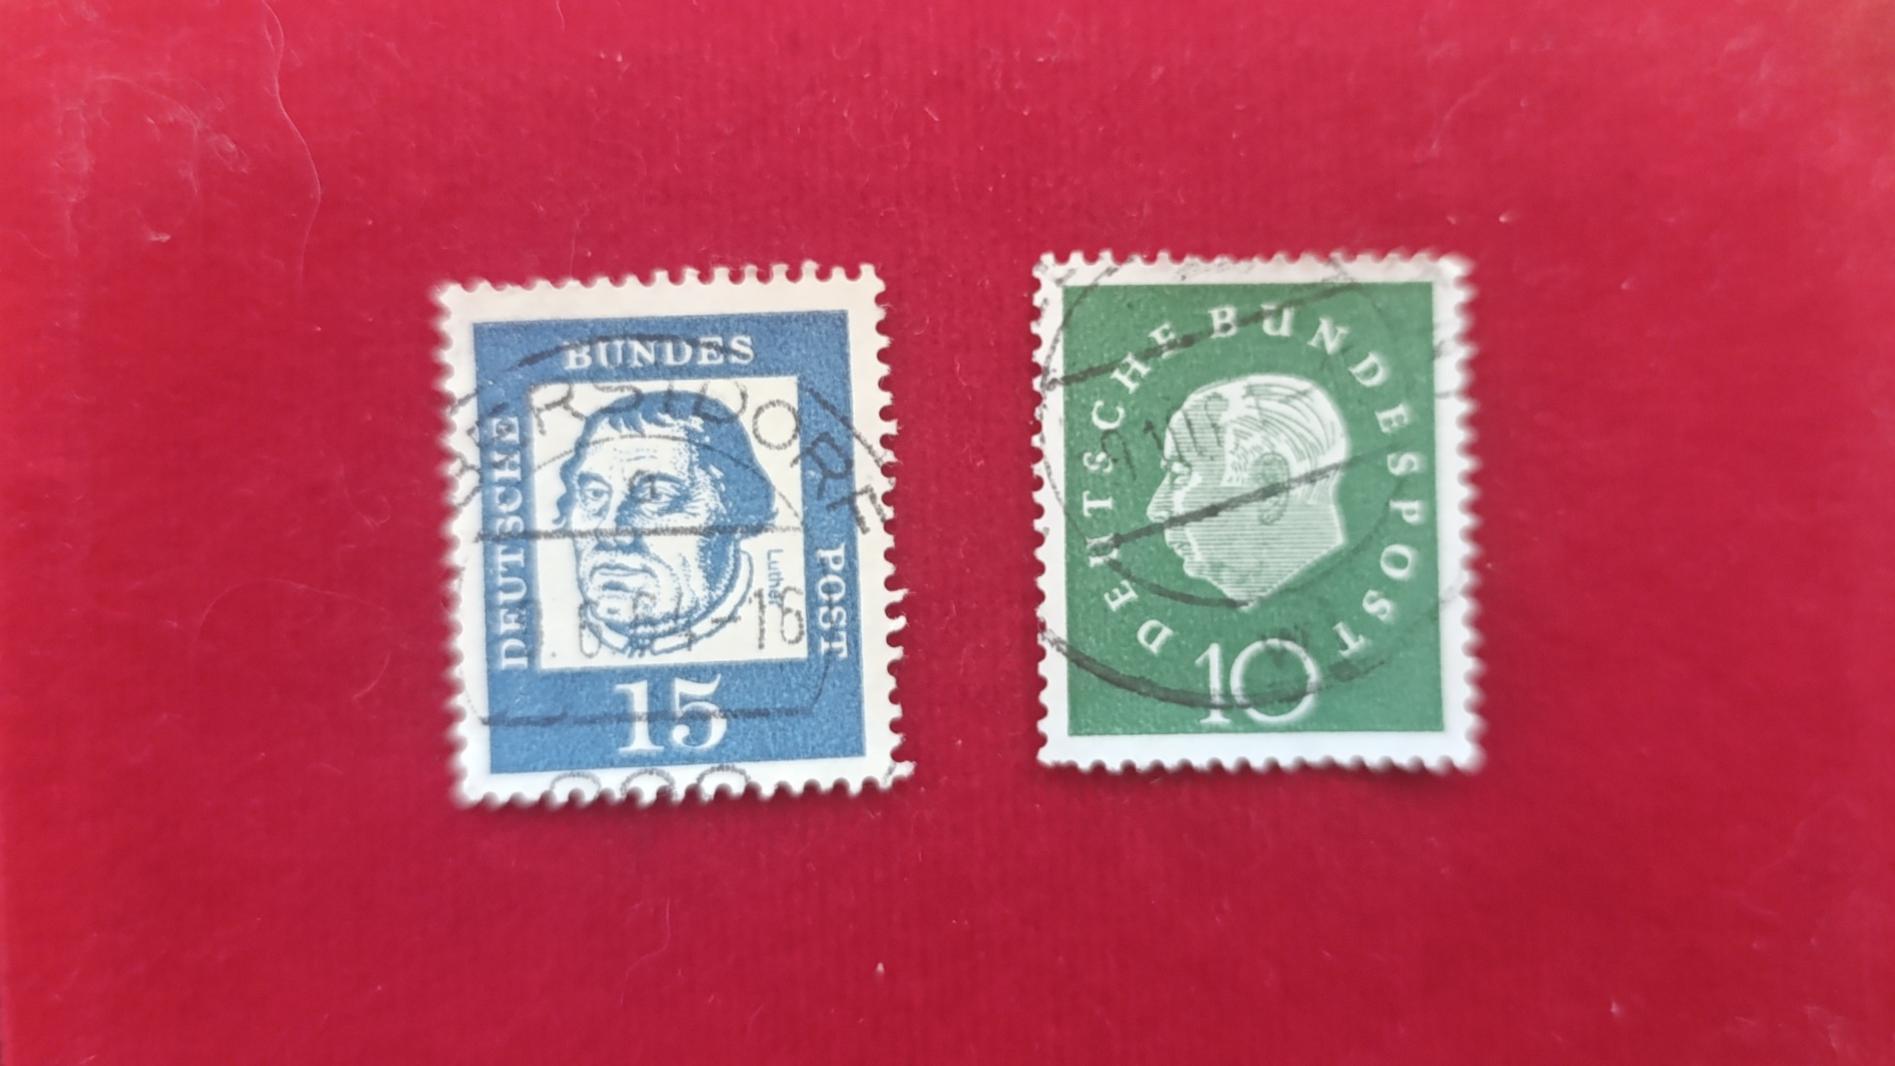 DEUTSCHE
BUNDES
POST
Luther
15
DEUTSCHE BUNDESPOST
10